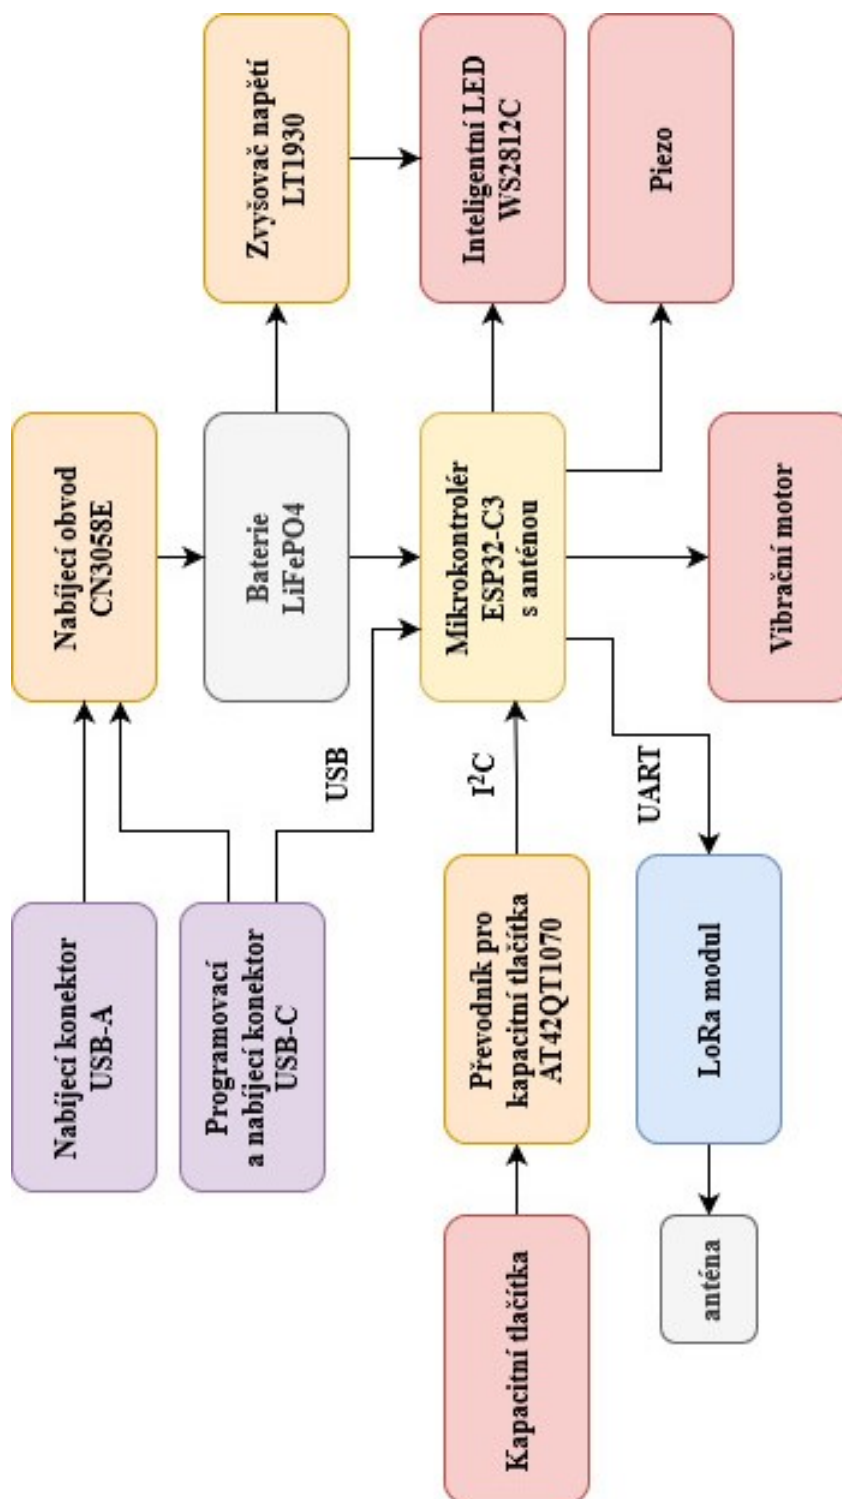 Nabíjecí konektor
USB-A
Nabíjecí obvod
CN3058E
Programovací
a nabíjecí konektor
USB-C
Baterie
LiFePO4
Zvyšovač napětí
LT1930
USB
Kapacitní tlačítka
Převodník pro
kapacitní tlačítka
AT42QT1070
I²C
Mikrokontrolér
ESP32-C3
s anténou
Inteligentní LED
WS2812C
UART
Piezo
anténa
LoRa modul
Vibrační motor